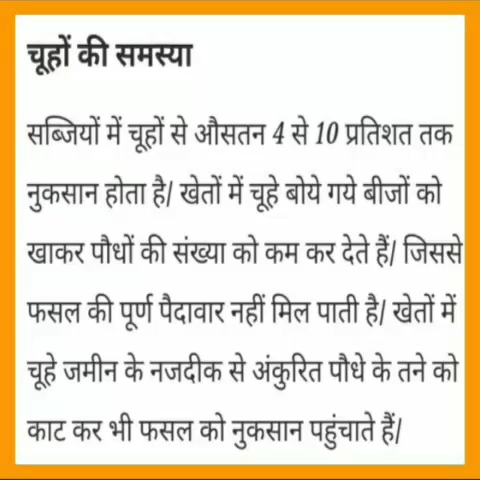 चूहों की समस्या
सब्जियों में चूहों से औसतन 4 से 10 प्रतिशत तक
नुकसान होता है/ खेतों में चूहे बोये गये बीजों को
खाकर पौधों की संख्या को कम कर देते हैं/ जिससे
फसल की पूर्ण पैदावार नहीं मिल पाती है/ खेतों में
चूहे जमीन के नजदीक से अंकुरित पौधे के तने को
काट कर भी फसल को नुकसान पहुंचाते हैं/